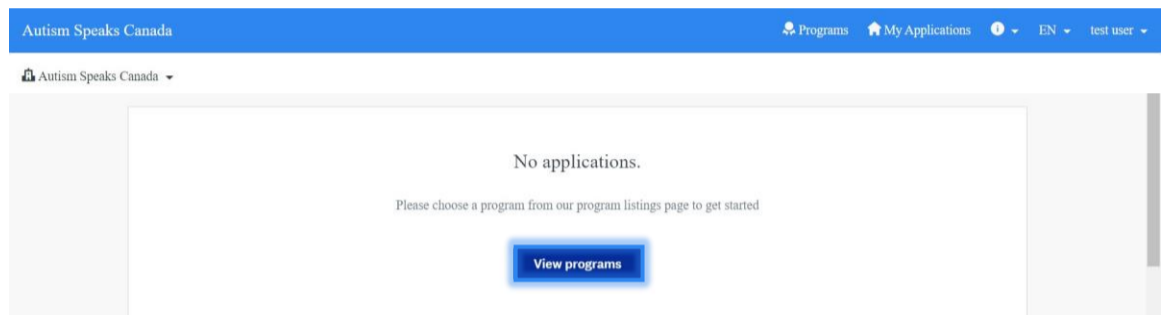 Autism Speaks Canada Programs My Applications EN test user
Autism Speaks Canada
No applications.
Please choose a program from our program listings page to get started
View programs